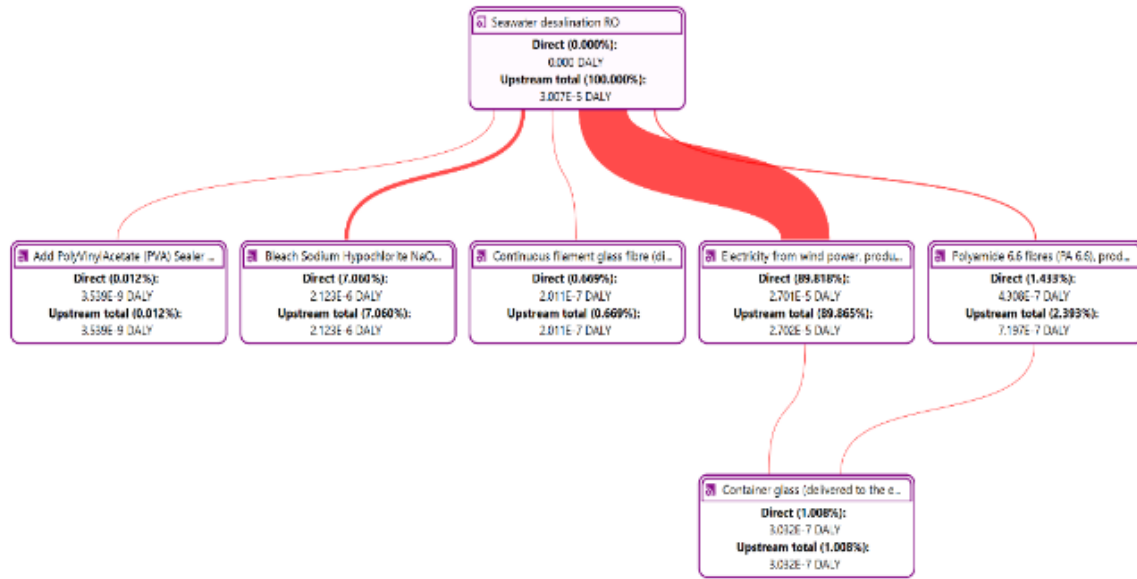 Seawater desalination RO
Direct (0.000%):
0.000 DALY
Upstream total (100.000%):
3.007E-5 DALY
Add PolyVinylAcetate (PVA) Sealer ...
Direct (0.012%):
3.539E-9 DALY
Upstream total (0.012%):
3.539E-9 DALY
Bleach Sodium Hypochlorite NaO...
Direct (7.060%):
2.123E-6 DALY
Upstream total (7.060%):
2.123E-6 DALY
Continuous filament glass fibre (di...
Direct (0.669%):
2.011E-7 DALY
Upstream total (0.669%):
2.011E-7 DALY
Electricity from wind power, produ...
Direct (89.818%):
2.701E-5 DALY
Upstream total (89.865%):
2.702E-5 DALY
Polyamide 6.6 fibres (PA 6.6), prod...
Direct (1.433%):
4.308E-7 DALY
Upstream total (2.393%):
7.197E-7 DALY
Container glass (delivered to the e...
Direct (1.008%):
3.032E-7 DALY
Upstream total (1.008%):
3.032E-7 DALY